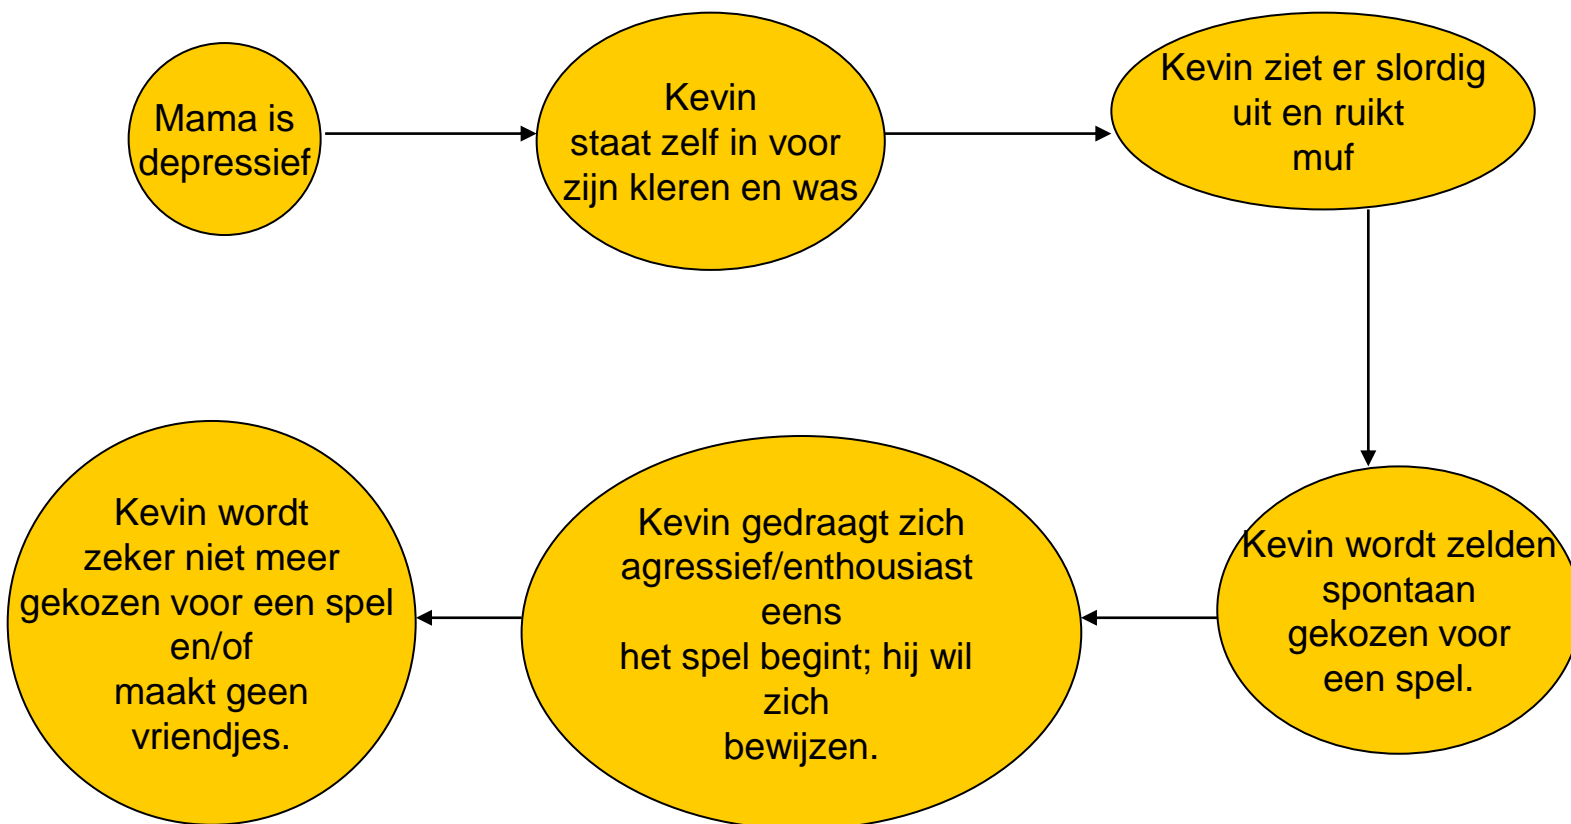 Mama is
depressief
Kevin
staat zelf in voor
zijn kleren en was
Kevin ziet er slordig
uit en ruikt
muf
Kevin wordt zelden
spontaan
gekozen voor
een spel.
Kevin gedraagt zich
agressief/enthousiast
eens
het spel begint; hij wil
zich
bewijzen.
Kevin wordt
zeker niet meer
gekozen voor een spel
en/of
maakt geen
vriendjes.